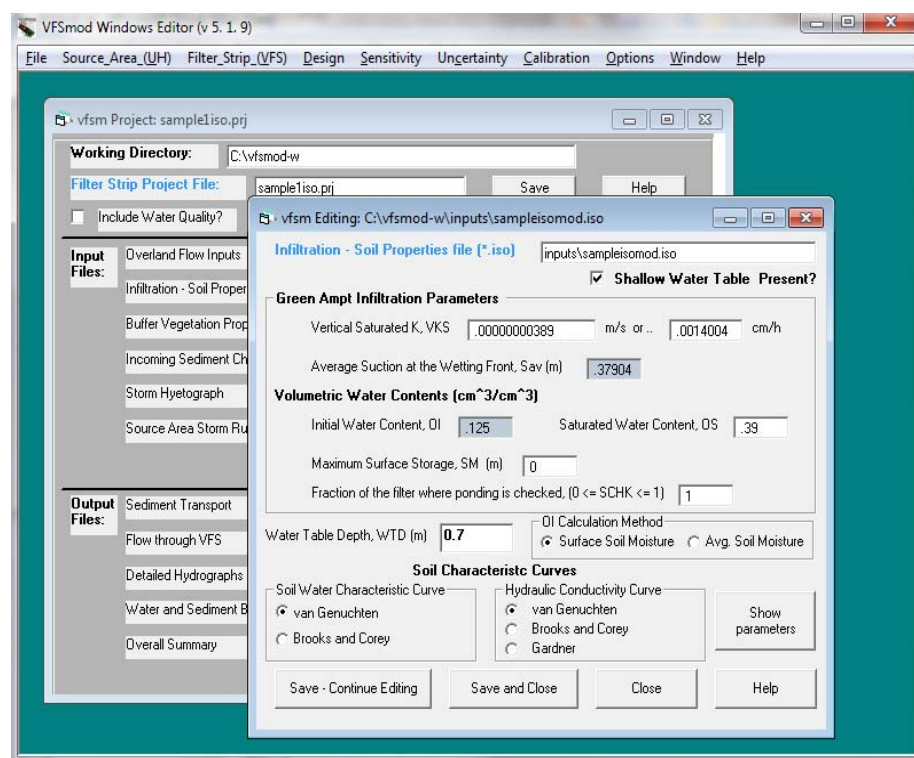 VFSmod Windows Editor (v 5. 1. 9)
File Source_Area_(UH) Filter_Strip_(VFS) Design Sensitivity Uncertainty Calibration Options Window Help
vfsm Project: sample1iso.prj
Working Directory: C:\vfsmod-w
Filter Strip Project File: sample1iso.prj Save Help
Include Water Quality?
Input Files:
Overland Flow Inputs
Infiltration - Soil Proper
Buffer Vegetation Prop
Incoming Sediment Ch
Storm Hyetograph
Source Area Storm Ru
Output Files:
Sediment Transport
Flow through VFS
Detailed Hydrographs
Water and Sediment B
Overall Summary
vfsm Editing: C:\vfsmod-w\inputs\sampleisomod.iso
Infiltration - Soil Properties file (*.iso) inputs\sampleisomod.iso
Shallow Water Table Present?
Green Ampt Infiltration Parameters
Vertical Saturated K, VKS .00000000389 m/s or .. .0014004 cm/h
Average Suction at the Wetting Front, Sav (m) .37904
Volumetric Water Contents (cm^3/cm^3)
Initial Water Content, OI .125 Saturated Water Content, OS .39
Maximum Surface Storage, SM (m) 0
Fraction of the filter where ponding is checked, (0 <= SCHK <= 1) 1
Water Table Depth, WTD (m) 0.7
OI Calculation Method
Surface Soil Moisture Avg. Soil Moisture
Soil Characteristc Curves
Soil Water Characteristic Curve
van Genuchten
Brooks and Corey
Hydraulic Conductivity Curve
van Genuchten
Brooks and Corey
Gardner
Show parameters
Save - Continue Editing Save and Close Close Help